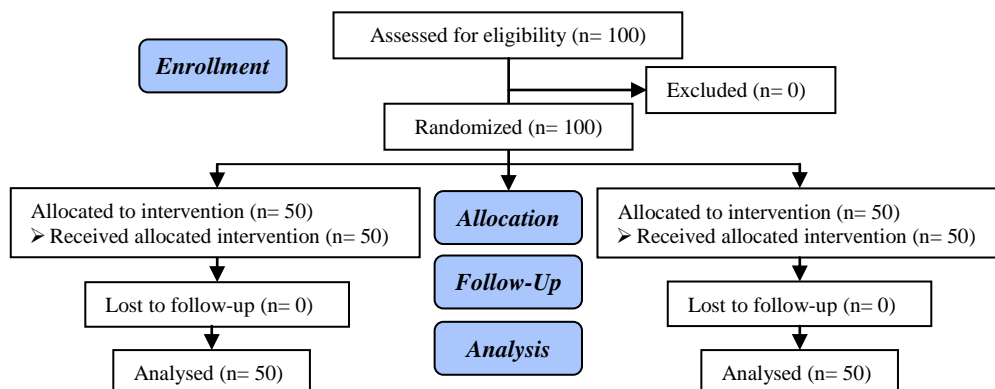 Assessed for eligibility (n= 100)
Enrollment
Excluded (n= 0)
Randomized (n= 100)
Allocated to intervention (n= 50)
➢ Received allocated intervention (n= 50)
Allocation
Allocated to intervention (n= 50)
➢ Received allocated intervention (n= 50)
Lost to follow-up (n= 0)
Follow-Up
Lost to follow-up (n= 0)
Analysed (n= 50)
Analysis
Analysed (n= 50)